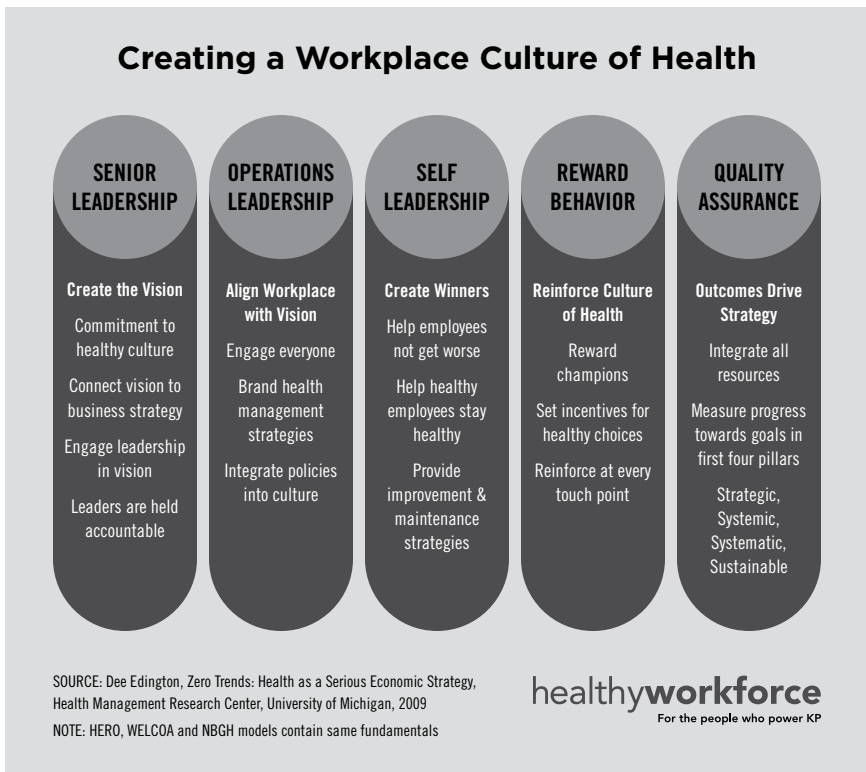 Creating a Workplace Culture of Health
SENIOR
LEADERSHIP
Create the Vision
Commitment to
healthy culture
Connect vision to
business strategy
Engage leadership
in vision
Leaders are held
accountable
OPERATIONS
LEADERSHIP
Align Workplace
with Vision
Engage everyone
Brand health
management
strategies
Integrate policies
into culture
SELF
LEADERSHIP
Create Winners
Help employees
not get worse
Help healthy
employees stay
healthy
Provide
improvement &
maintenance
strategies
REWARD
BEHAVIOR
Reinforce Culture
of Health
Reward
champions
Set incentives for
healthy choices
Reinforce at every
touch point
QUALITY
ASSURANCE
Outcomes Drive
Strategy
Integrate all
resources
Measure progress
towards goals in
first four pillars
Strategic,
Systemic,
Systematic,
Sustainable
SOURCE: Dee Edington, Zero Trends: Health as a Serious Economic Strategy,
Health Management Research Center, University of Michigan, 2009
NOTE: HERO, WELCOA and NBGH models contain same fundamentals
healthyworkforce
For the people who power KP